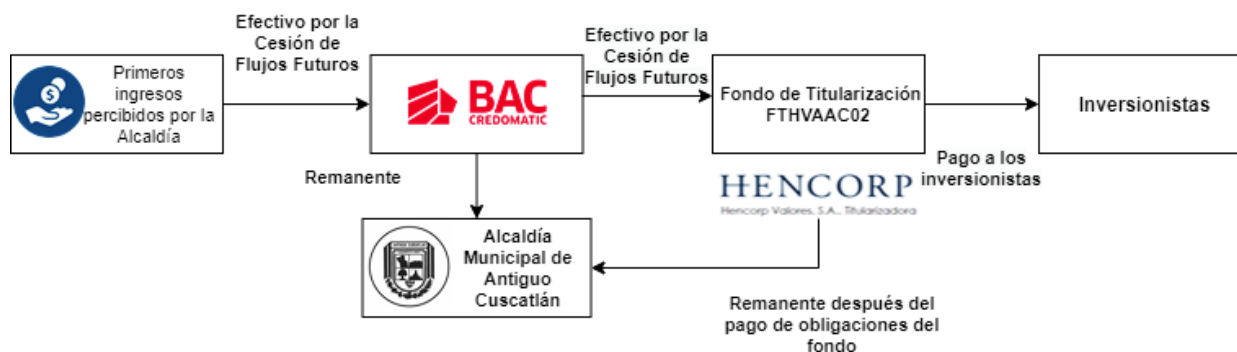 Efectivo por la
Cesión de
Flujos Futuros
Efectivo por la
Cesión de
Flujos Futuros
$
Primeros
ingresos
percibidos por la
Alcaldía
BAC
CREDOMATIC
Fondo de Titularización
FTHVAAC02
Inversionistas
Remanente
Pago a los
inversionistas
HENCORP
Hencorp Valores, S.A., Titularizadora
Alcaldía
Municipal de
Antiguo
Cuscatlán
Remanente después del
pago de obligaciones del
fondo